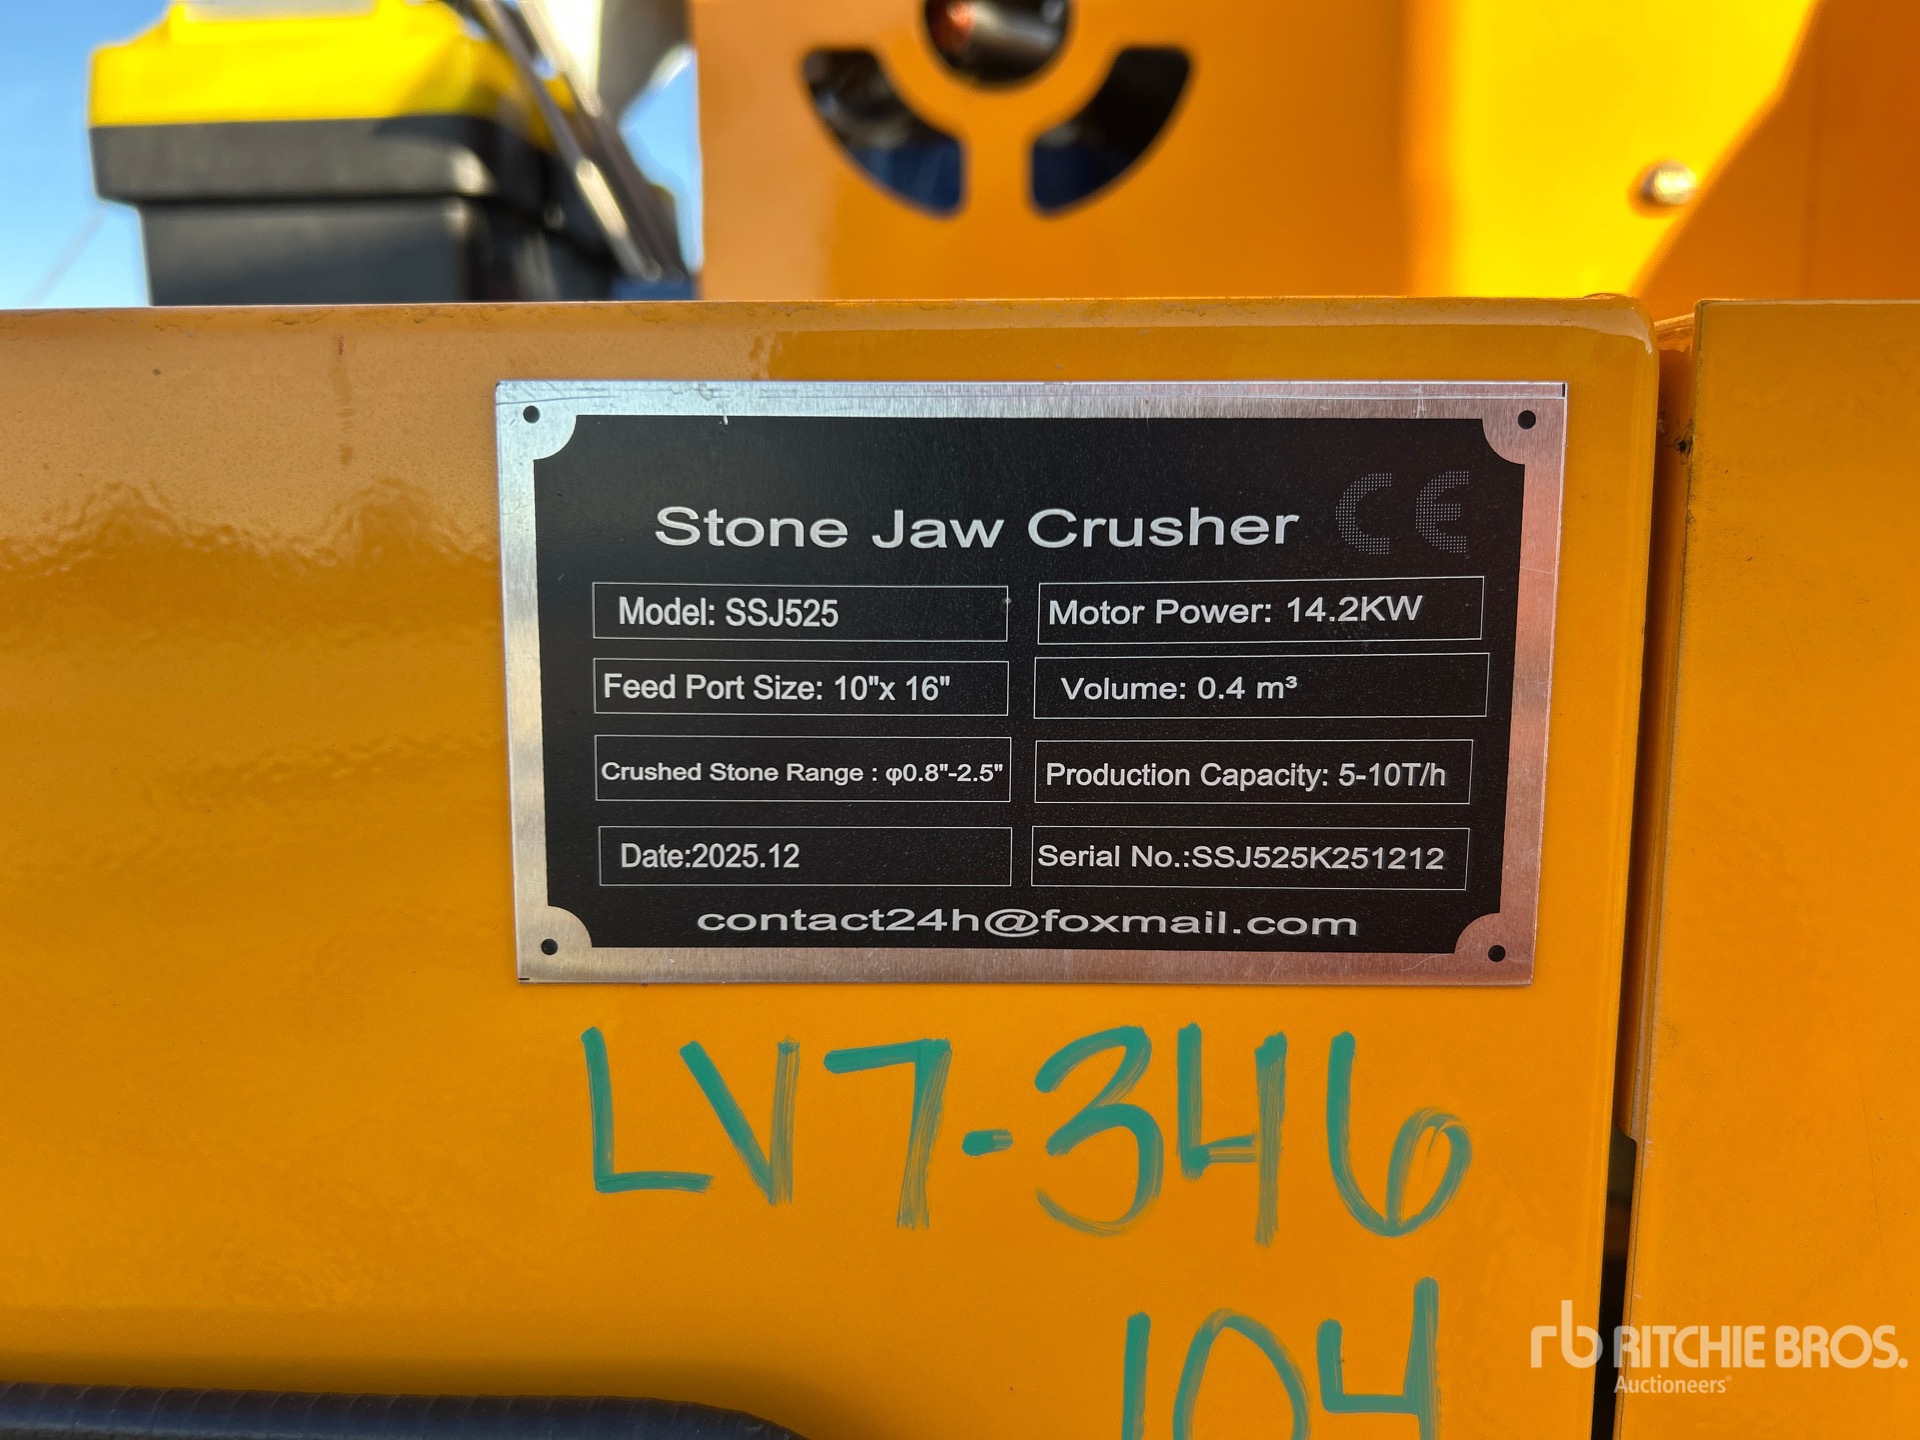 Stone Jaw Crusher CE
Model: SSJ525
Motor Power: 14.2KW
Feed Port Size: 10"x 16"
Volume: 0.4 m³
Crushed Stone Range : φ0.8"-2.5"
Production Capacity: 5-10T/h
Date:2025.12
Serial No.:SSJ525K251212
contact24h@foxmail.com
LV7-346
104
rb RITCHIE BROS.
Auctioneers